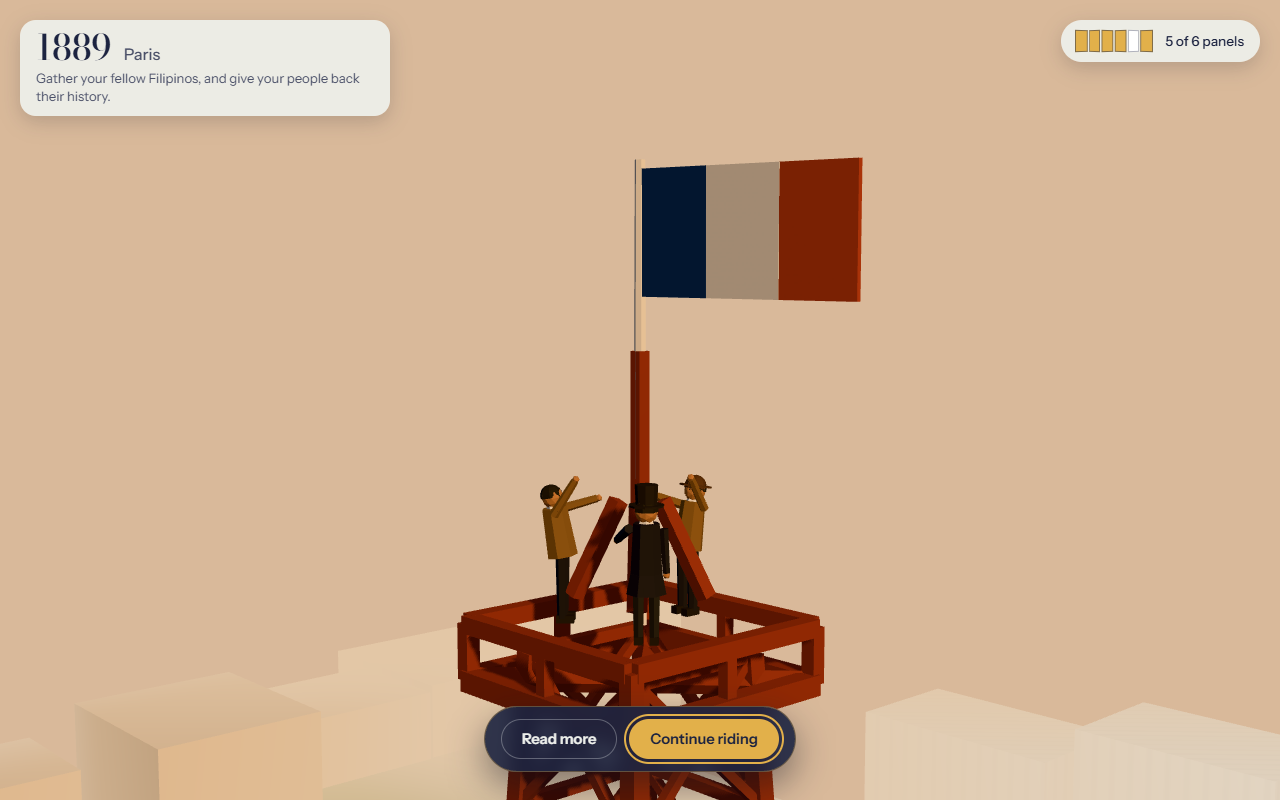 1889 Paris
Gather your fellow Filipinos, and give your people back
their history.
5 of 6 panels
Read more
Continue riding